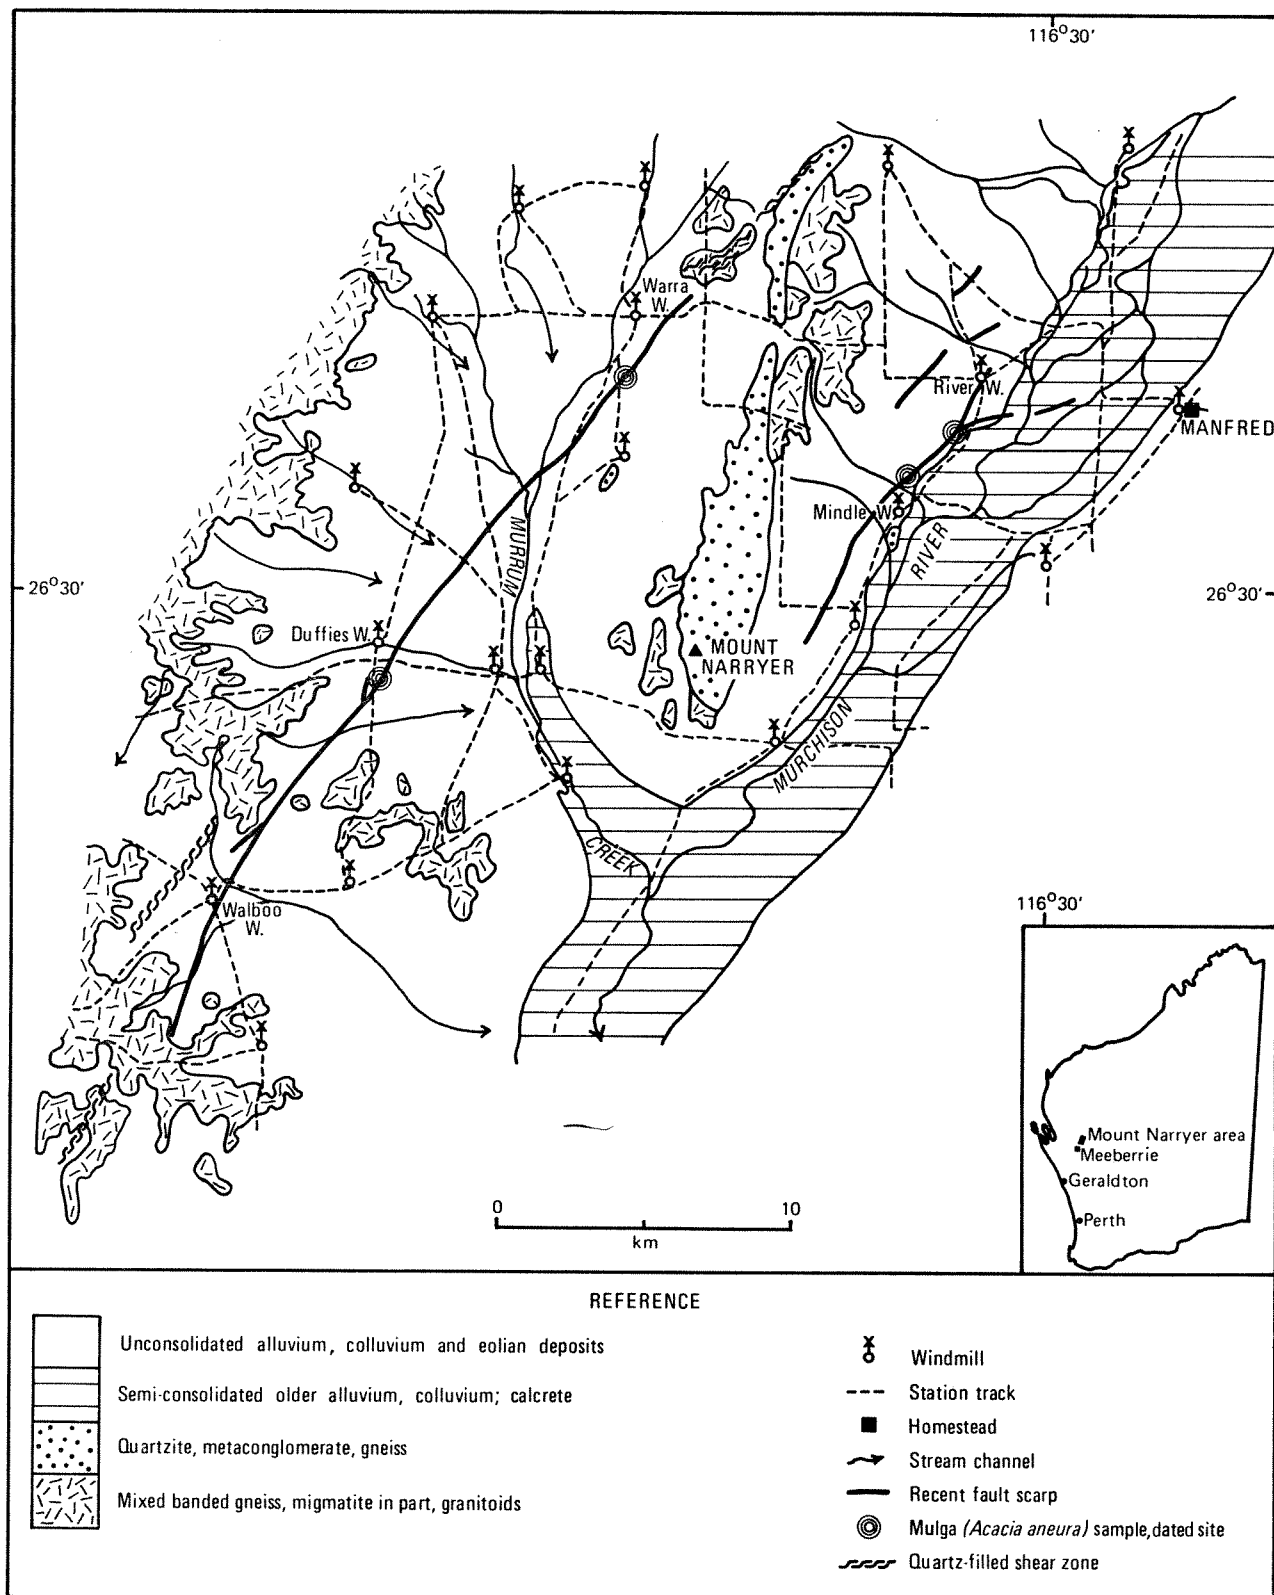 116°30′
Warra
W.
River W.
MANFRED
Mindle W.
MURRUM
RIVER
26°30′
26°30′
Duffies W.
MOUNT
NARRYER
MURCHISON
CREEK
Walboo
W.
116°30′
Mount Narryer area
Meeberrie
Geraldton
Perth
0 10
km
REFERENCE
Unconsolidated alluvium, colluvium and eolian deposits
Semi-consolidated older alluvium, colluvium; calcrete
Quartzite, metaconglomerate, gneiss
Mixed banded gneiss, migmatite in part, granitoids
Windmill
Station track
Homestead
Stream channel
Recent fault scarp
Mulga (Acacia aneura) sample, dated site
Quartz-filled shear zone